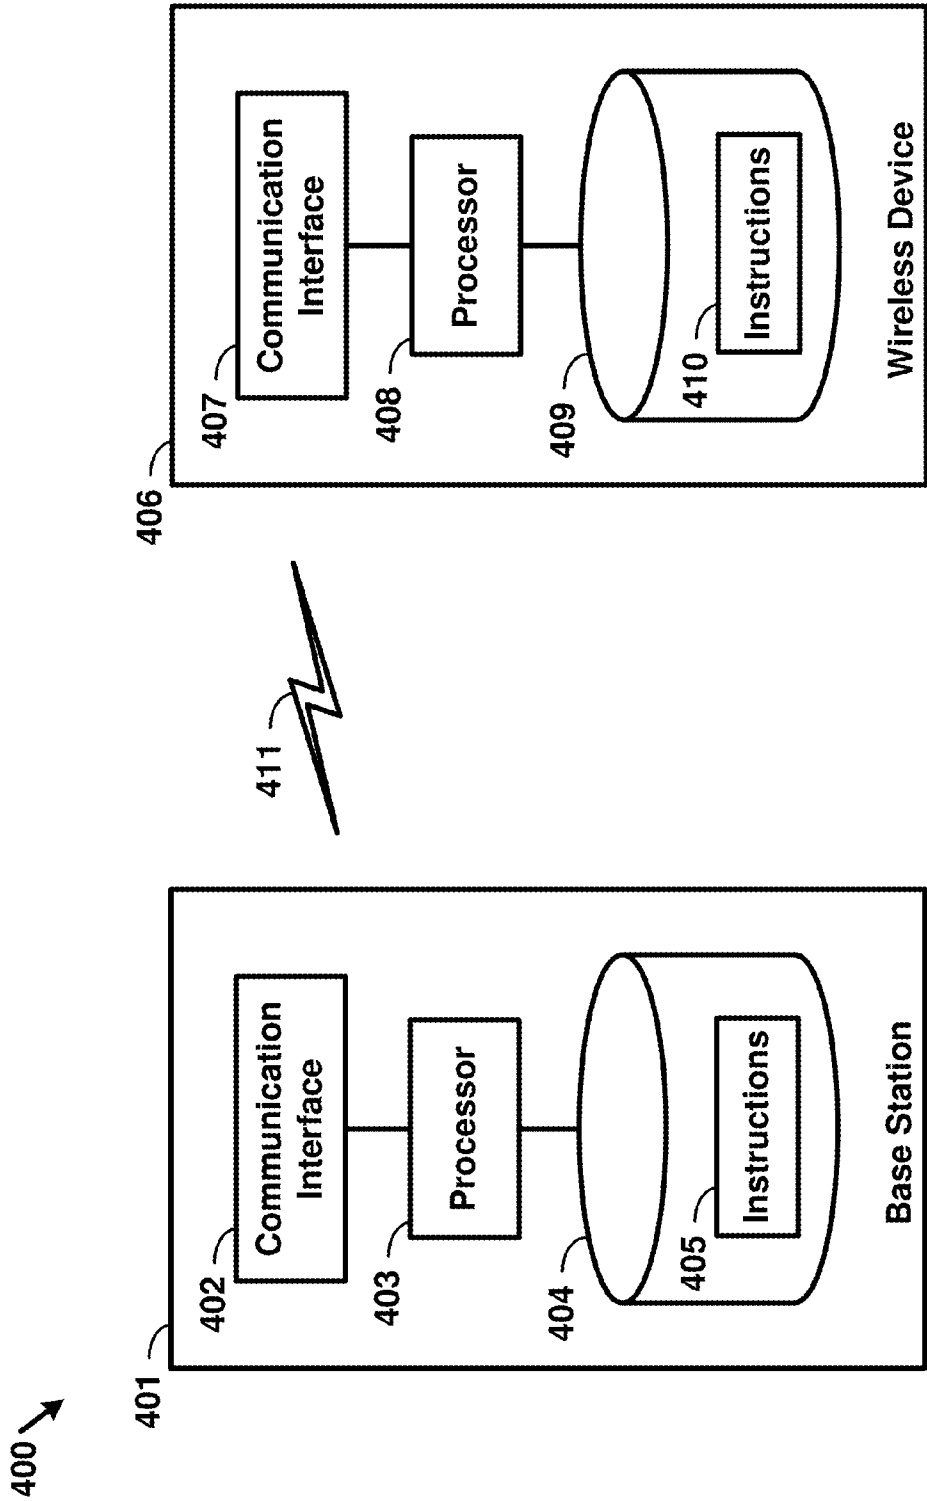 400
401
402
Communication
Interface
403
Processor
404
405
Instructions
Base Station
411
406
407
Communication
Interface
408
Processor
409
410
Instructions
Wireless Device